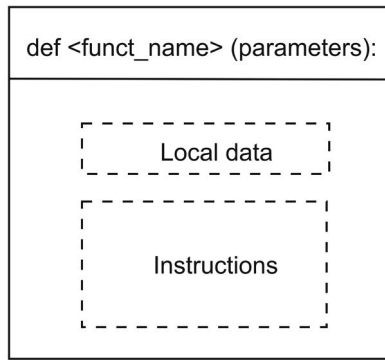 def <funct_name> (parameters):
Local data
Instructions